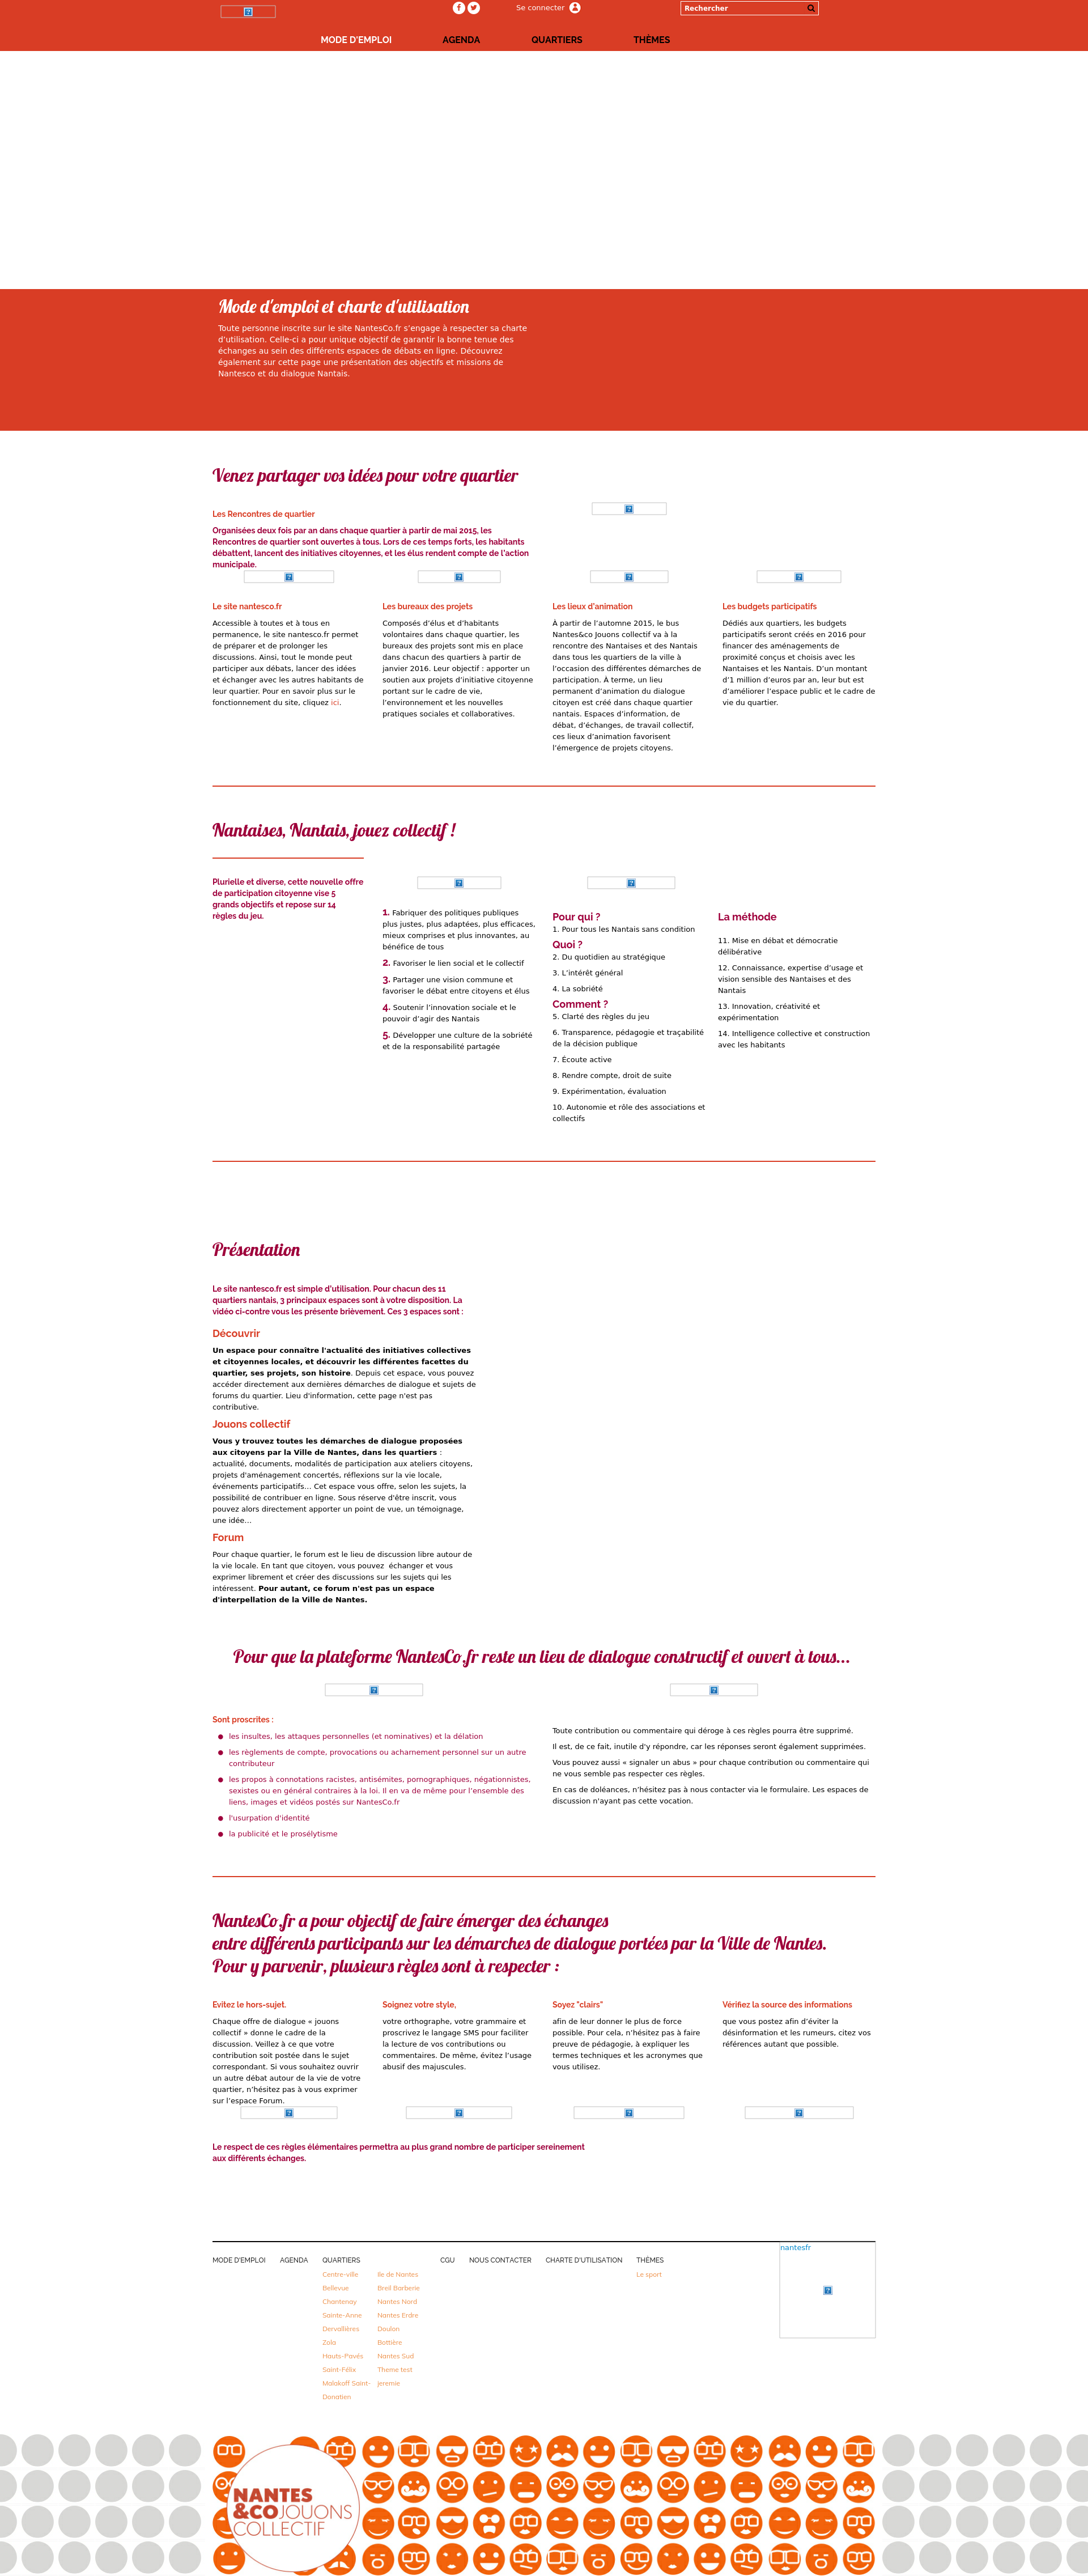 Se connecter
Rechercher
MODE D'EMPLOI
AGENDA
QUARTIERS
THÈMES
Mode d'emploi et charte d'utilisation
Toute personne inscrite sur le site NantesCo.fr s’engage à respecter sa charte
d’utilisation. Celle-ci a pour unique objectif de garantir la bonne tenue des
échanges au sein des différents espaces de débats en ligne. Découvrez
également sur cette page une présentation des objectifs et missions de
Nantesco et du dialogue Nantais.
Venez partager vos idées pour votre quartier
Les Rencontres de quartier
Organisées deux fois par an dans chaque quartier à partir de mai 2015, les
Rencontres de quartier sont ouvertes à tous. Lors de ces temps forts, les habitants
débattent, lancent des initiatives citoyennes, et les élus rendent compte de l’action
municipale.
Le site nantesco.fr
Accessible à toutes et à tous en
permanence, le site nantesco.fr permet
de préparer et de prolonger les
discussions. Ainsi, tout le monde peut
participer aux débats, lancer des idées
et échanger avec les autres habitants de
leur quartier. Pour en savoir plus sur le
fonctionnement du site, cliquez ici.
Les bureaux des projets
Composés d’élus et d’habitants
volontaires dans chaque quartier, les
bureaux des projets sont mis en place
dans chacun des quartiers à partir de
janvier 2016. Leur objectif : apporter un
soutien aux projets d’initiative citoyenne
portant sur le cadre de vie,
l’environnement et les nouvelles
pratiques sociales et collaboratives.
Les lieux d’animation
À partir de l’automne 2015, le bus
Nantes&co Jouons collectif va à la
rencontre des Nantaises et des Nantais
dans tous les quartiers de la ville à
l’occasion des différentes démarches de
participation. À terme, un lieu
permanent d’animation du dialogue
citoyen est créé dans chaque quartier
nantais. Espaces d’information, de
débat, d’échanges, de travail collectif,
ces lieux d’animation favorisent
l’émergence de projets citoyens.
Les budgets participatifs
Dédiés aux quartiers, les budgets
participatifs seront créés en 2016 pour
financer des aménagements de
proximité conçus et choisis avec les
Nantaises et les Nantais. D’un montant
d’1 million d’euros par an, leur but est
d’améliorer l’espace public et le cadre de
vie du quartier.
Nantaises, Nantais, jouez collectif !
Plurielle et diverse, cette nouvelle offre
de participation citoyenne vise 5
grands objectifs et repose sur 14
règles du jeu.
1. Fabriquer des politiques publiques
plus justes, plus adaptées, plus efficaces,
mieux comprises et plus innovantes, au
bénéfice de tous
2. Favoriser le lien social et le collectif
3. Partager une vision commune et
favoriser le débat entre citoyens et élus
4. Soutenir l’innovation sociale et le
pouvoir d’agir des Nantais
5. Développer une culture de la sobriété
et de la responsabilité partagée
Pour qui ?
1. Pour tous les Nantais sans condition
Quoi ?
2. Du quotidien au stratégique
3. L’intérêt général
4. La sobriété
Comment ?
5. Clarté des règles du jeu
6. Transparence, pédagogie et traçabilité
de la décision publique
7. Écoute active
8. Rendre compte, droit de suite
9. Expérimentation, évaluation
10. Autonomie et rôle des associations et
collectifs
La méthode
11. Mise en débat et démocratie
délibérative
12. Connaissance, expertise d’usage et
vision sensible des Nantaises et des
Nantais
13. Innovation, créativité et
expérimentation
14. Intelligence collective et construction
avec les habitants
Présentation
Le site nantesco.fr est simple d’utilisation. Pour chacun des 11
quartiers nantais, 3 principaux espaces sont à votre disposition. La
vidéo ci-contre vous les présente brièvement. Ces 3 espaces sont :
Découvrir
Un espace pour connaître l'actualité des initiatives collectives
et citoyennes locales, et découvrir les différentes facettes du
quartier, ses projets, son histoire. Depuis cet espace, vous pouvez
accéder directement aux dernières démarches de dialogue et sujets de
forums du quartier. Lieu d'information, cette page n'est pas
contributive.
Jouons collectif
Vous y trouvez toutes les démarches de dialogue proposées
aux citoyens par la Ville de Nantes, dans les quartiers :
actualité, documents, modalités de participation aux ateliers citoyens,
projets d'aménagement concertés, réflexions sur la vie locale,
événements participatifs... Cet espace vous offre, selon les sujets, la
possibilité de contribuer en ligne. Sous réserve d'être inscrit, vous
pouvez alors directement apporter un point de vue, un témoignage,
une idée...
Forum
Pour chaque quartier, le forum est le lieu de discussion libre autour de
la vie locale. En tant que citoyen, vous pouvez échanger et vous
exprimer librement et créer des discussions sur les sujets qui les
intéressent. Pour autant, ce forum n'est pas un espace
d'interpellation de la Ville de Nantes.
Pour que la plateforme NantesCo.fr reste un lieu de dialogue constructif et ouvert à tous...
Sont proscrites :
les insultes, les attaques personnelles (et nominatives) et la délation
les règlements de compte, provocations ou acharnement personnel sur un autre
contributeur
les propos à connotations racistes, antisémites, pornographiques, négationnistes,
sexistes ou en général contraires à la loi. Il en va de même pour l’ensemble des
liens, images et vidéos postés sur NantesCo.fr
l'usurpation d'identité
la publicité et le prosélytisme
Toute contribution ou commentaire qui déroge à ces règles pourra être supprimé.
Il est, de ce fait, inutile d'y répondre, car les réponses seront également supprimées.
Vous pouvez aussi « signaler un abus » pour chaque contribution ou commentaire qui
ne vous semble pas respecter ces règles.
En cas de doléances, n’hésitez pas à nous contacter via le formulaire. Les espaces de
discussion n'ayant pas cette vocation.
NantesCo.fr a pour objectif de faire émerger des échanges
entre différents participants sur les démarches de dialogue portées par la Ville de Nantes.
Pour y parvenir, plusieurs règles sont à respecter :
Evitez le hors-sujet.
Chaque offre de dialogue « jouons
collectif » donne le cadre de la
discussion. Veillez à ce que votre
contribution soit postée dans le sujet
correspondant. Si vous souhaitez ouvrir
un autre débat autour de la vie de votre
quartier, n’hésitez pas à vous exprimer
sur l’espace Forum.
Soignez votre style,
votre orthographe, votre grammaire et
proscrivez le langage SMS pour faciliter
la lecture de vos contributions ou
commentaires. De même, évitez l’usage
abusif des majuscules.
Soyez "clairs"
afin de leur donner le plus de force
possible. Pour cela, n’hésitez pas à faire
preuve de pédagogie, à expliquer les
termes techniques et les acronymes que
vous utilisez.
Vérifiez la source des informations
que vous postez afin d’éviter la
désinformation et les rumeurs, citez vos
références autant que possible.
Le respect de ces règles élémentaires permettra au plus grand nombre de participer sereinement
aux différents échanges.
MODE D'EMPLOI
AGENDA
QUARTIERS
Centre-ville
Bellevue
Chantenay
Sainte-Anne
Dervallières
Zola
Hauts-Pavés
Saint-Félix
Malakoff Saint-
Donatien
Ile de Nantes
Breil Barberie
Nantes Nord
Nantes Erdre
Doulon
Bottière
Nantes Sud
Theme test
Jeremie
CGU
NOUS CONTACTER
CHARTE D'UTILISATION
THÈMES
Le sport
nantesfr
NANTES
&COJOUONS
COLLECTIF